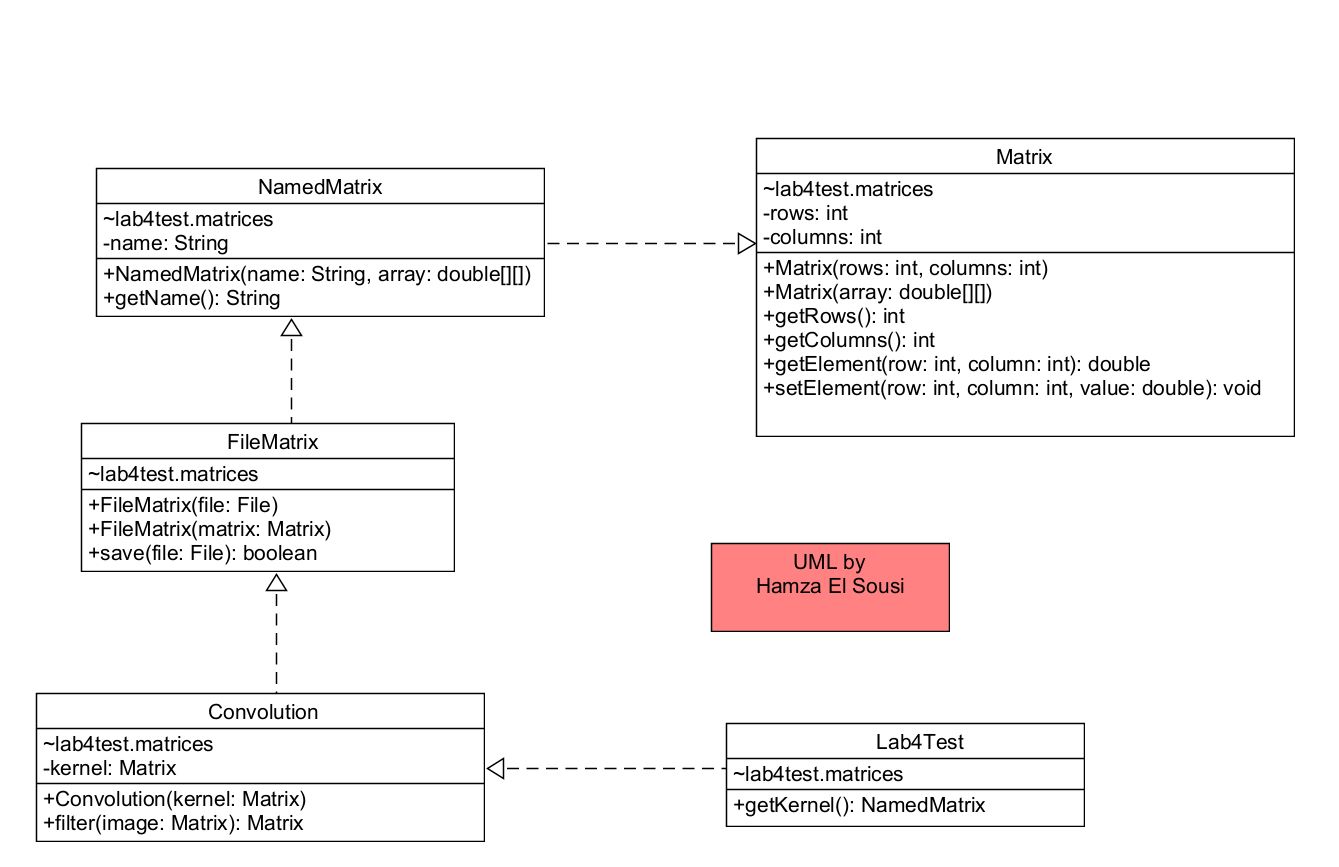 NamedMatrix
~lab4test.matrices
-name: String
+NamedMatrix(name: String, array: double[][])
+getName(): String
Matrix
~lab4test.matrices
-rows: int
-columns: int
+Matrix(rows: int, columns: int)
+Matrix(array: double[][])
+getRows(): int
+getColumns(): int
+getElement(row: int, column: int): double
+setElement(row: int, column: int, value: double): void
FileMatrix
~lab4test.matrices
+FileMatrix(file: File)
+FileMatrix(matrix: Matrix)
+save(file: File): boolean
UML by
Hamza El Sousi
Convolution
~lab4test.matrices
-kernel: Matrix
+Convolution(kernel: Matrix)
+filter(image: Matrix): Matrix
Lab4Test
~lab4test.matrices
+getKernel(): NamedMatrix